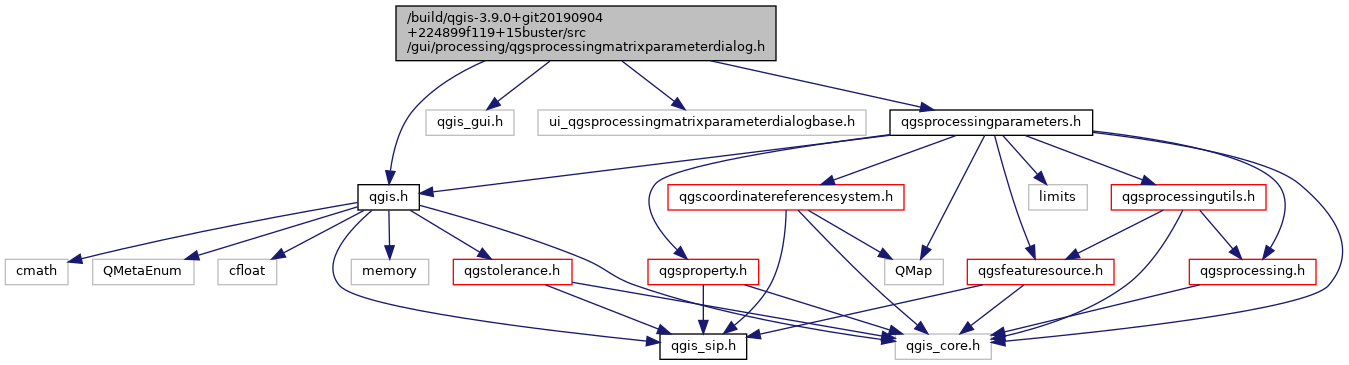 /build/qgis-3.9.0+git20190904
+224899f119+15buster/src
/gui/processing/qgsprocessingmatrixparameterdialog.h
qgis_gui.h
ui_qgsprocessingmatrixparameterdialogbase.h
qgsprocessingparameters.h
qgis.h
qgscoordinatereferencesystem.h
limits
qgsprocessingutils.h
cmath
QMetaEnum
cfloat
memory
qgstolerance.h
qgsproperty.h
QMap
qgsfeaturesource.h
qgsprocessing.h
qgis_sip.h
qgis_core.h